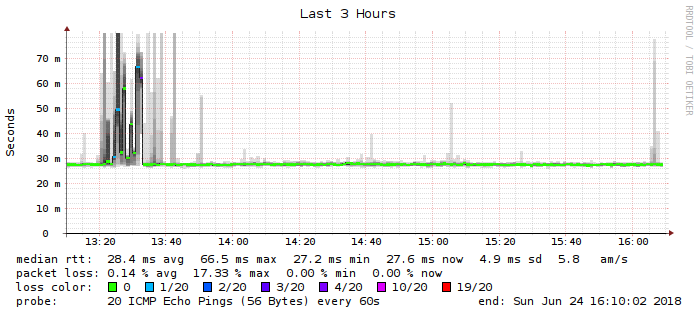 Last 3 Hours
RRDTOOL / TOBI OETIKER
Seconds
70 m
60 m
50 m
40 m
30 m
20 m
10 m
0
13:20 13:40 14:00 14:20 14:40 15:00 15:20 15:40 16:00
median rtt: 28.4 ms avg 66.5 ms max 27.2 ms min 27.6 ms now 4.9 ms sd 5.8 am/s
packet loss: 0.14 % avg 17.33 % max 0.00 % min 0.00 % now
loss color: 0 1/20 2/20 3/20 4/20 10/20 19/20
probe: 20 ICMP Echo Pings (56 Bytes) every 60s end: Sun Jun 24 16:10:02 2018